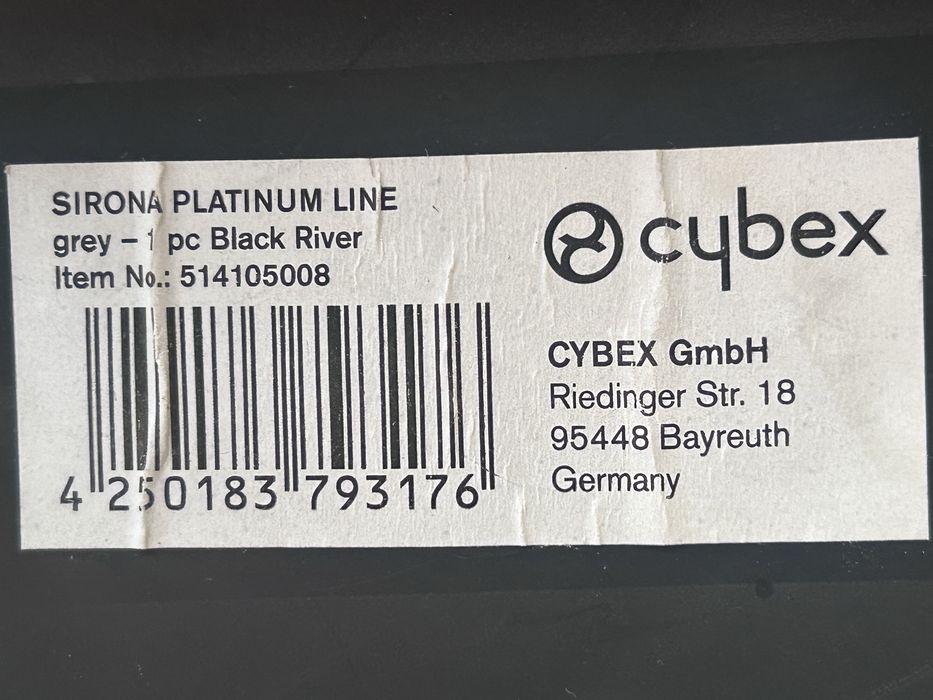 SIRONA PLATINUM LINE
grey – 1 pc Black River
Item No.: 514105008
4 250183 793176
cybex
CYBEX GmbH
Riedinger Str. 18
95448 Bayreuth
Germany